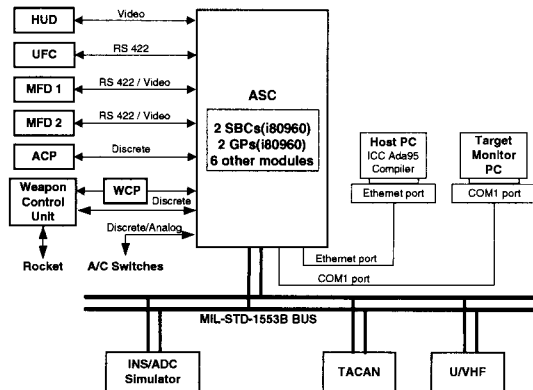 HUD
Video
UFC
RS 422
MFD 1
RS 422 / Video
MFD 2
RS 422 / Video
ACP
Discrete
Weapon
Control
Unit
WCP
Discrete
Discrete/Analog
Rocket
A/C Switches
ASC
2 SBCs(i80960)
2 GPs(i80960)
6 other modules
Host PC
ICC Ada95
Compiler
Ethernet port
Target
Monitor
PC
COM1 port
Ethernet port
COM1 port
MIL-STD-1553B BUS
INS/ADC
Simulator
TACAN
U/VHF